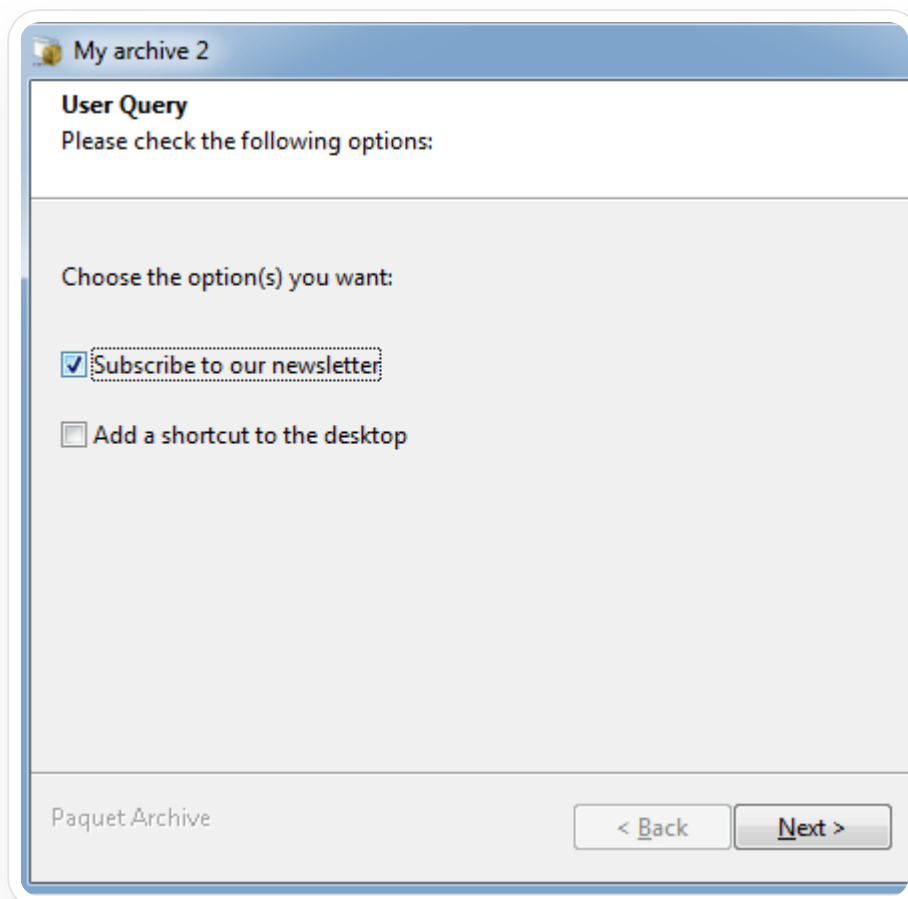 My archive 2
User Query
Please check the following options:
Choose the option(s) you want:
Subscribe to our newsletter
Add a shortcut to the desktop
Paquet Archive
< Back
Next >